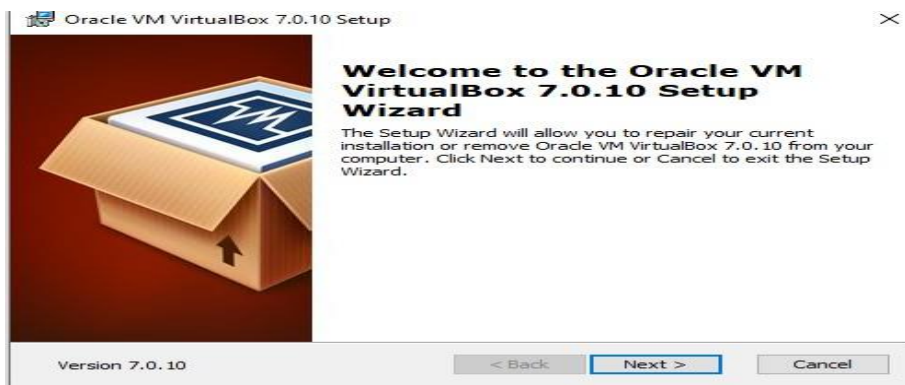 Oracle VM VirtualBox 7.0.10 Setup
Welcome to the Oracle VM
VirtualBox 7.0.10 Setup
Wizard
The Setup Wizard will allow you to repair your current
installation or remove Oracle VM VirtualBox 7.0.10 from your
computer. Click Next to continue or Cancel to exit the Setup
Wizard.
Version 7.0.10
< Back
Next >
Cancel